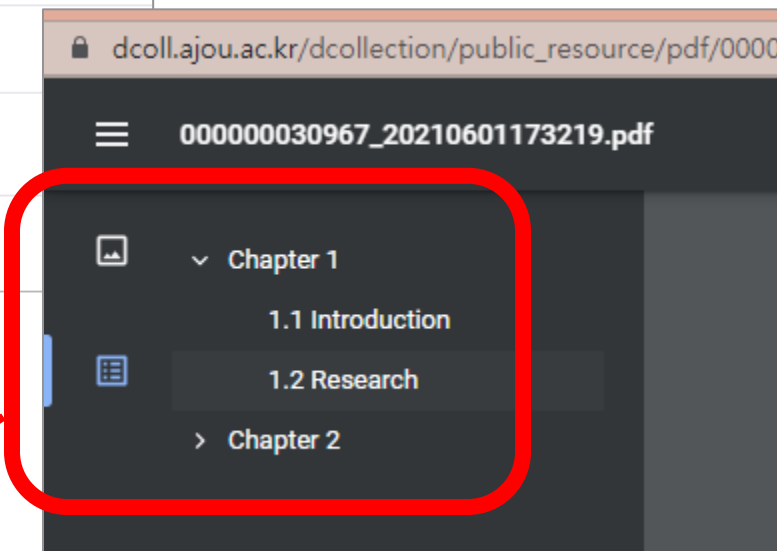 dcoll.ajou.ac.kr/dcollection/public_resource/pdf/0000
000000030967_20210601173219.pdf
Chapter 1
1.1 Introduction
1.2 Research
Chapter 2